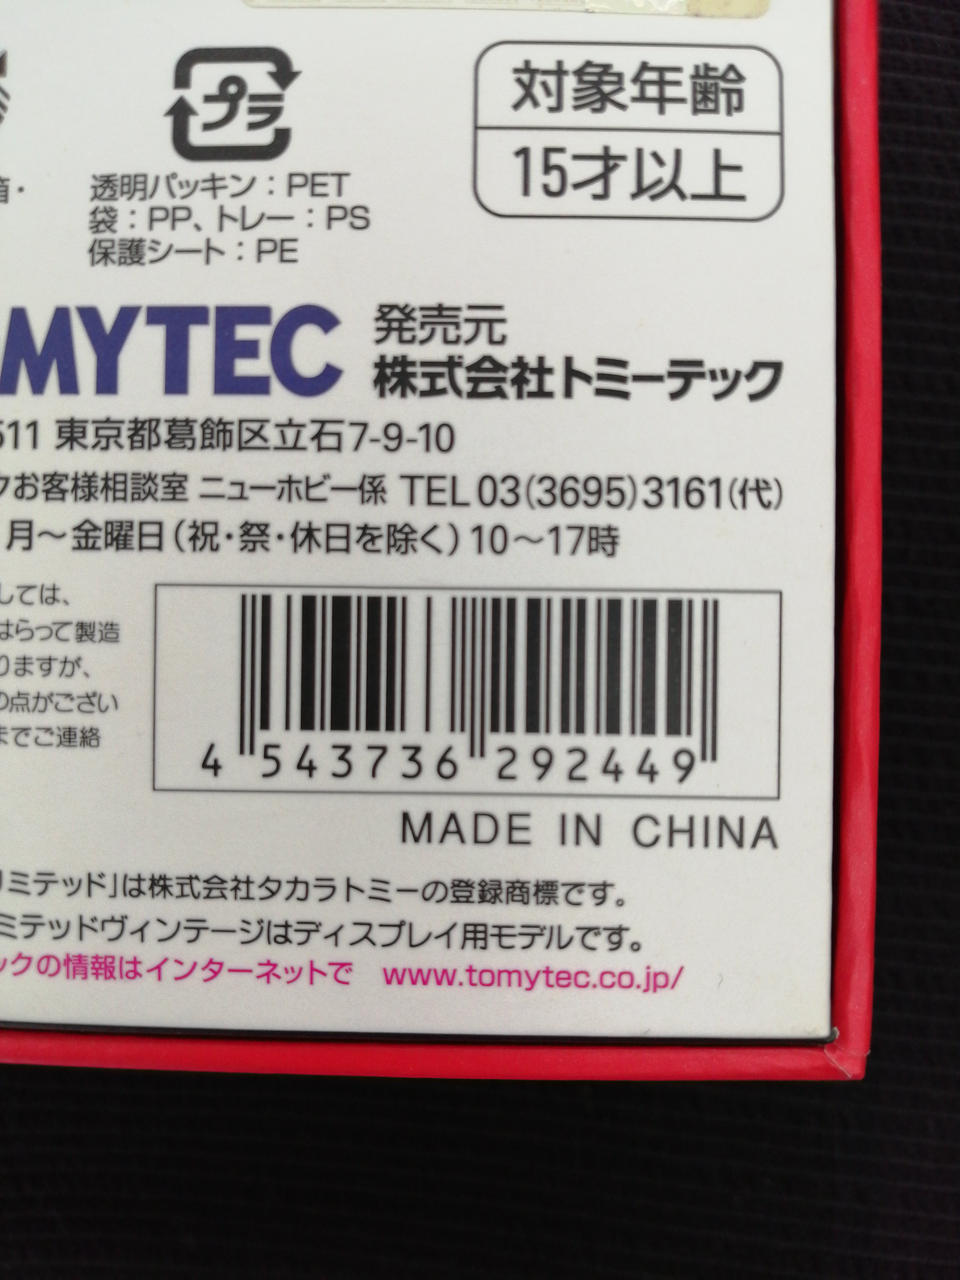 プラ
対象年齢
15才以上
箱・
透明パッキン：PET
袋：PP、トレー：PS
保護シート：PE
OMYTEC
発売元
株式会社トミーテック
511 東京都葛飾区立石7-9-10
クお客様相談室 ニューホビー係 TEL 03(3695)3161(代)
月〜金曜日（祝・祭・休日を除く）10〜17時
しては、
はらって製造
りますが、
の点がござい
までご連絡
4 543736 292449
MADE IN CHINA
リミテッド」は株式会社タカラトミーの登録商標です。
ミテッドヴィンテージはディスプレイ用モデルです。
ックの情報はインターネットで www.tomytec.co.jp/